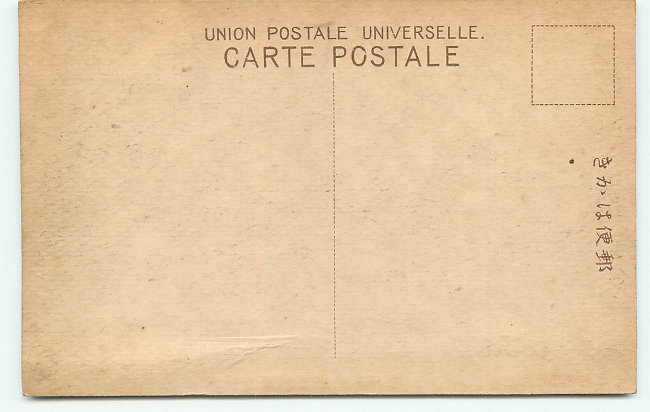 UNION POSTALE UNIVERSELLE.
CARTE POSTALE
きかは便郵